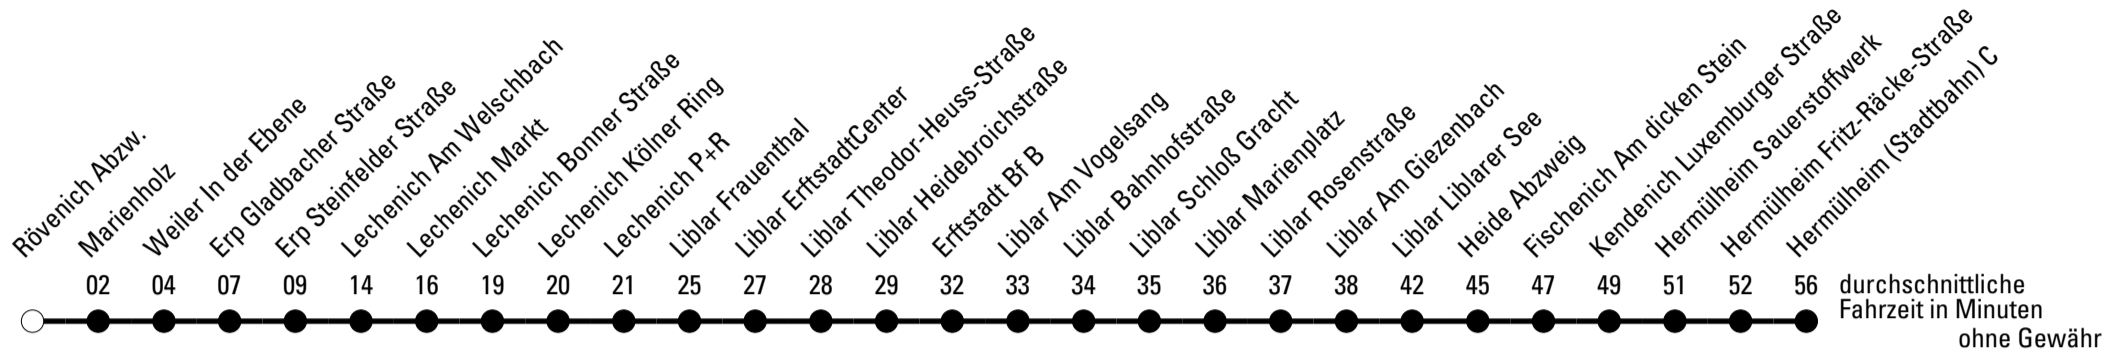 Rövenich Abzw.
Marienholz
Weiler In der Ebene
Erp Gladbacher Straße
Erp Steinfelder Straße
Lechenich Am Welschbach
Lechenich Markt
Lechenich Bonner Straße
Lechenich Kölner Ring
Lechenich P+R
Liblar Frauenthal
Liblar ErftstadtCenter
Liblar Theodor-Heuss-Straße
Liblar Heidebroichstraße
Erftstadt Bf B
Liblar Am Vogelsang
Liblar Bahnhofstraße
Liblar Schloß Gracht
Liblar Marienplatz
Liblar Rosenstraße
Liblar Am Giezenbach
Liblar Liblarer See
Heide Abzweig
Fischenich Am dicken Stein
Kendenich Luxemburger Straße
Hermülheim Sauerstoffwerk
Hermülheim Fritz-Räcke-Straße
Hermülheim (Stadtbahn) C
02 04 07 09 14 16 19 20 21 25 27 28 29 32 33 34 35 36 37 38 42 45 47 49 51 52 56
durchschnittliche
Fahrzeit in Minuten
ohne Gewähr